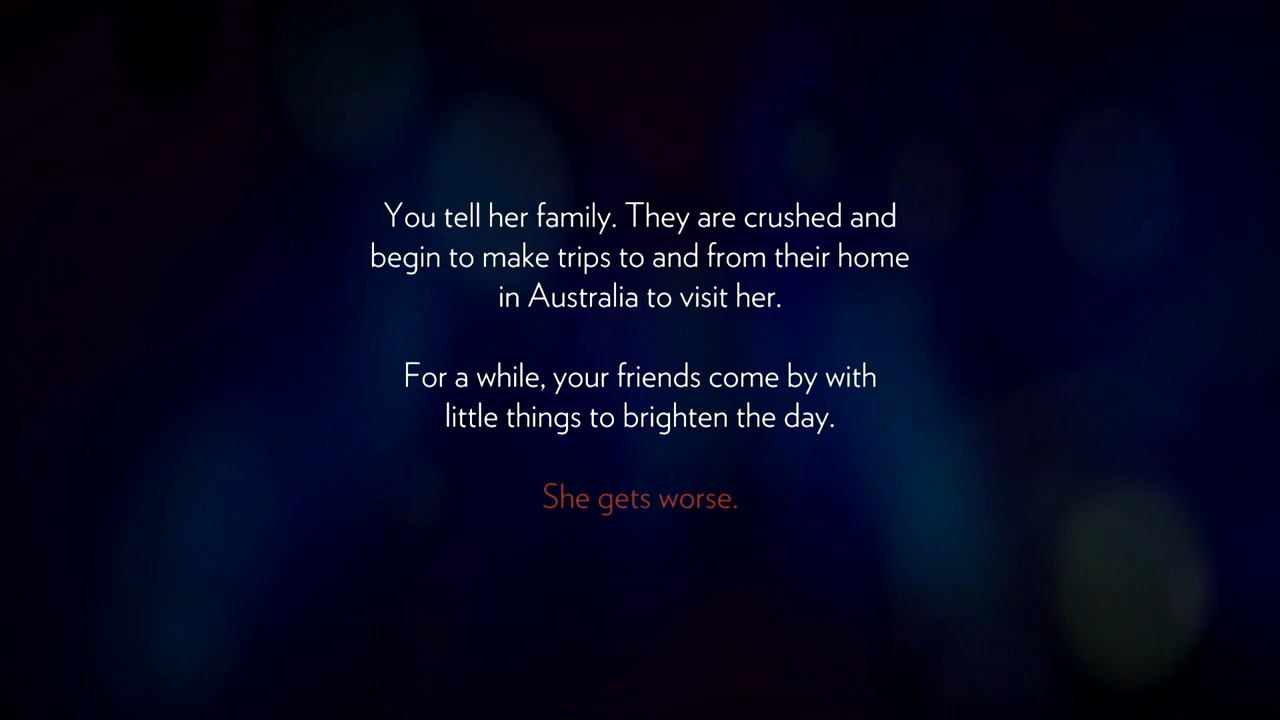 You tell her family. They are crushed and
begin to make trips to and from their home
in Australia to visit her.
For a while, your friends come by with
little things to brighten the day.
She gets worse.